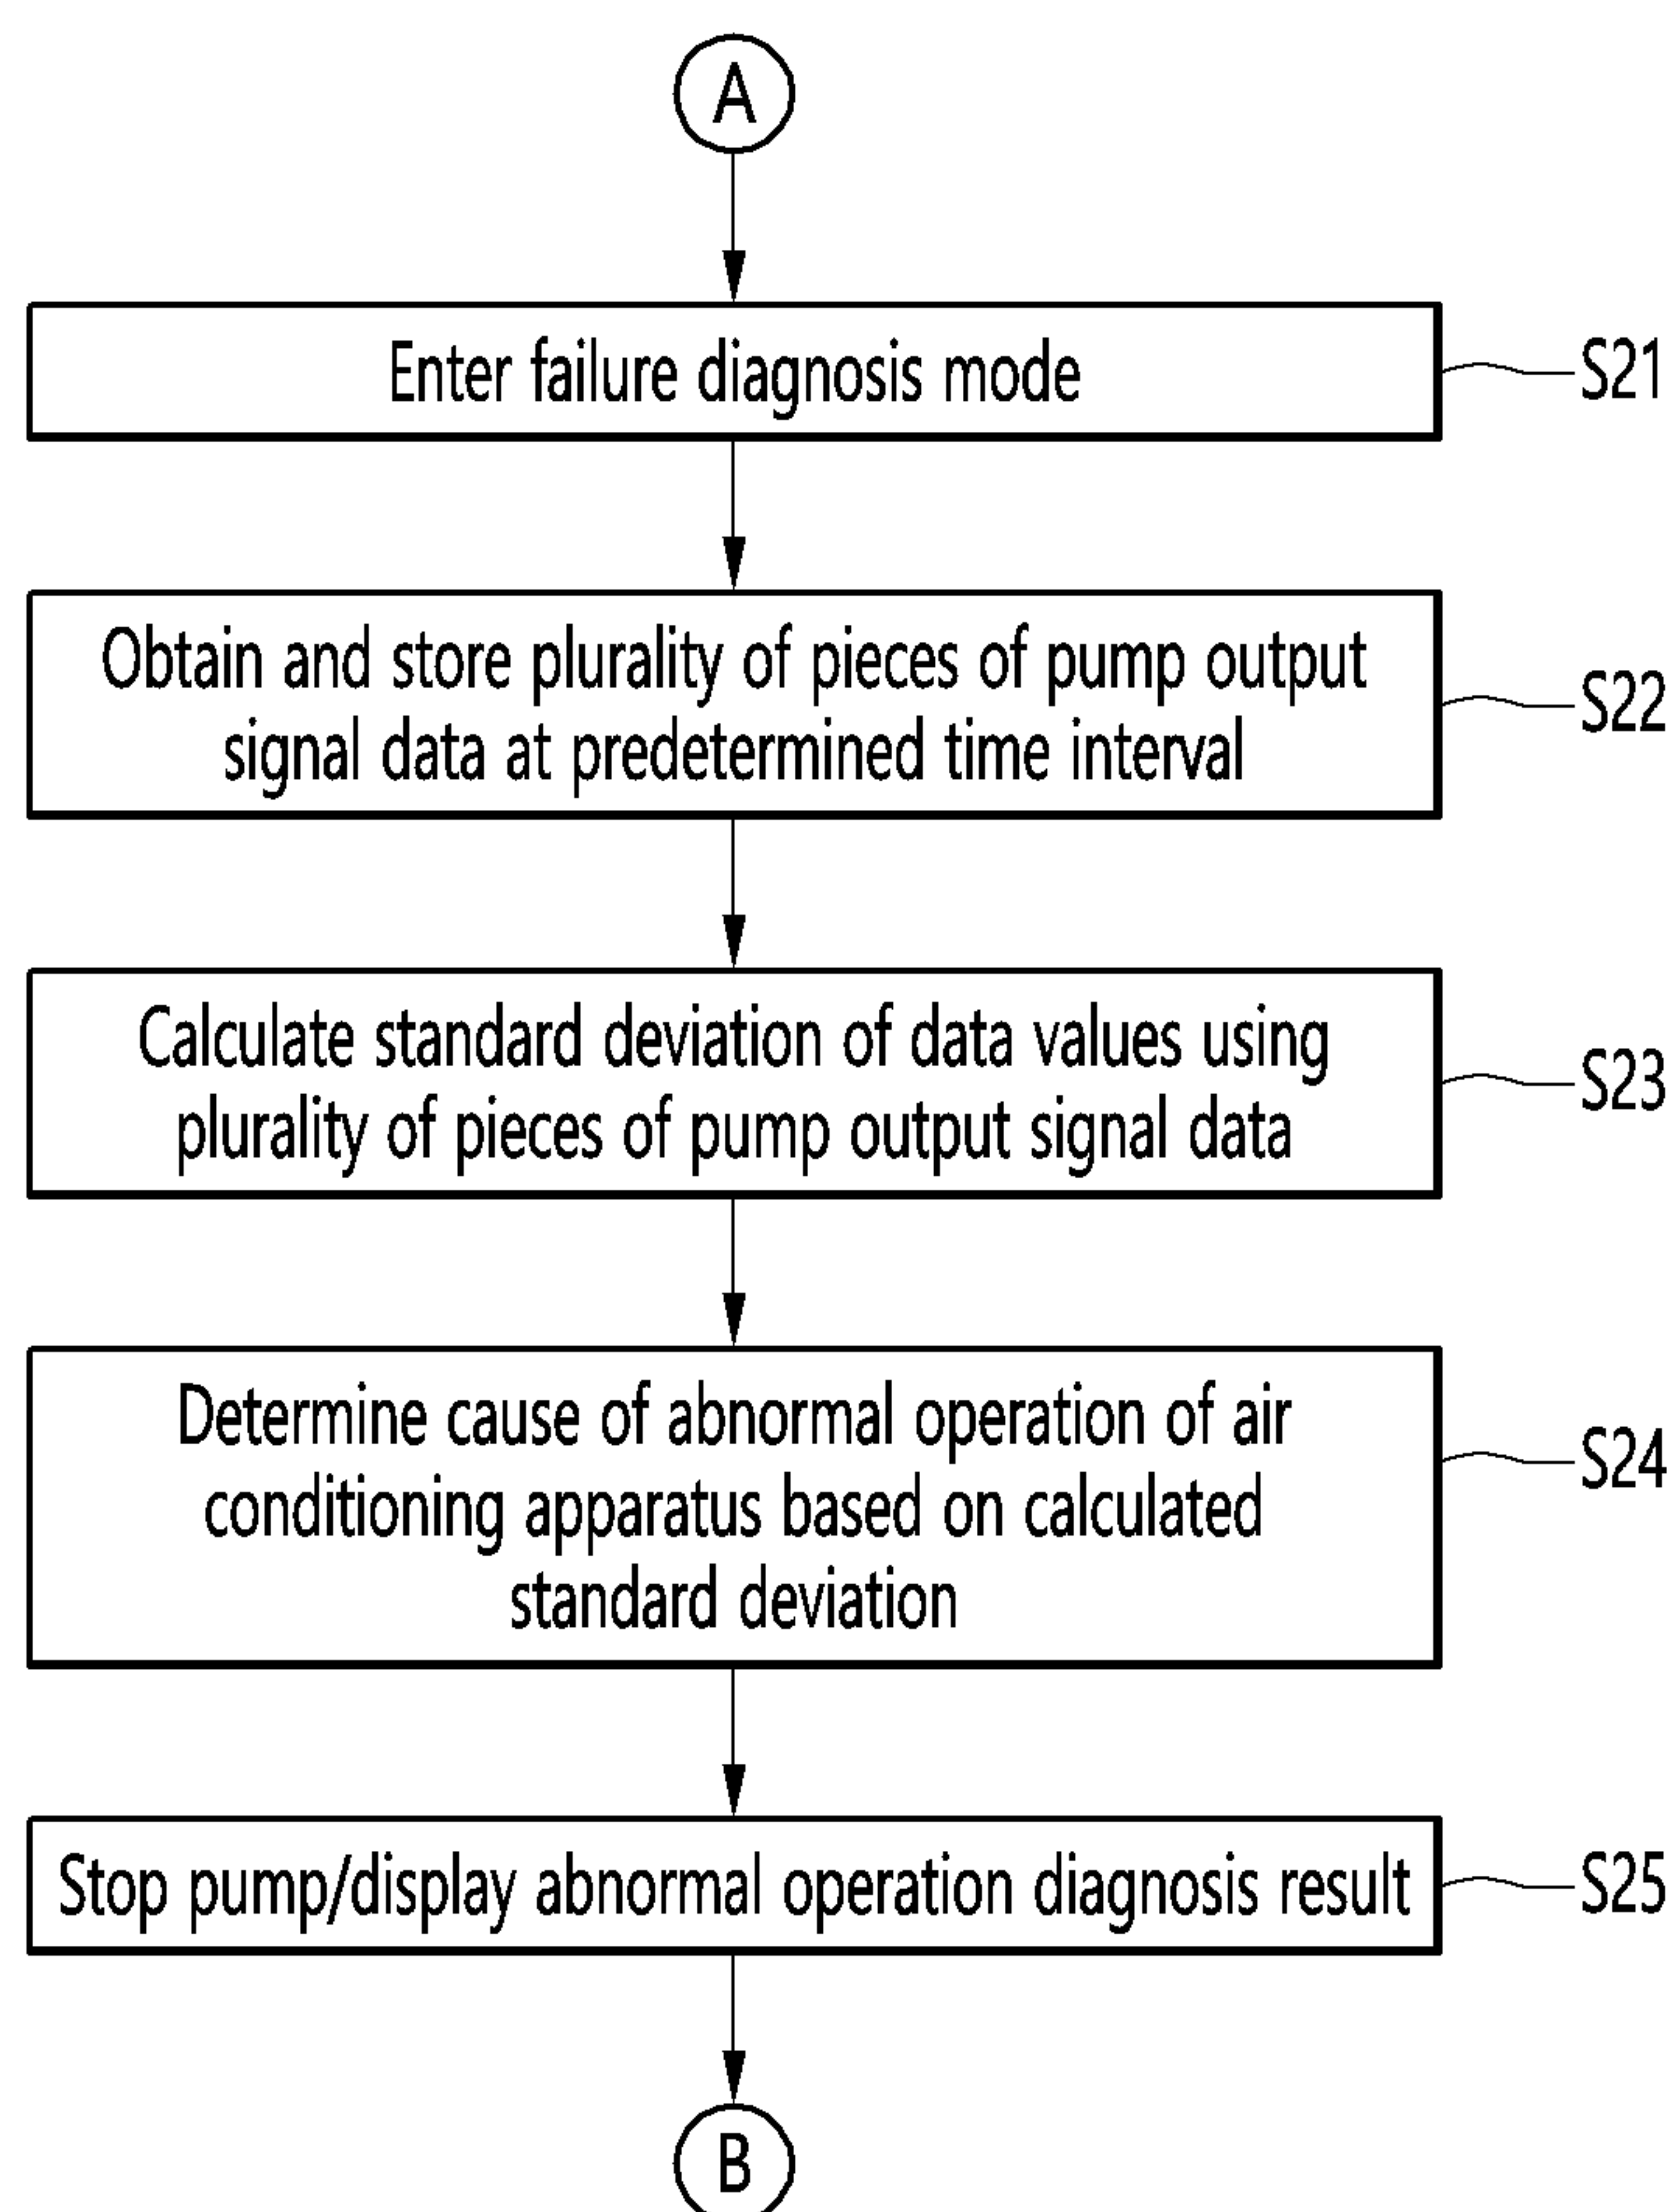 A
Enter failure diagnosis mode
S21
Obtain and store plurality of pieces of pump output
signal data at predetermined time interval
S22
Calculate standard deviation of data values using
plurality of pieces of pump output signal data
S23
Determine cause of abnormal operation of air
conditioning apparatus based on calculated
standard deviation
S24
Stop pump/display abnormal operation diagnosis result
S25
B